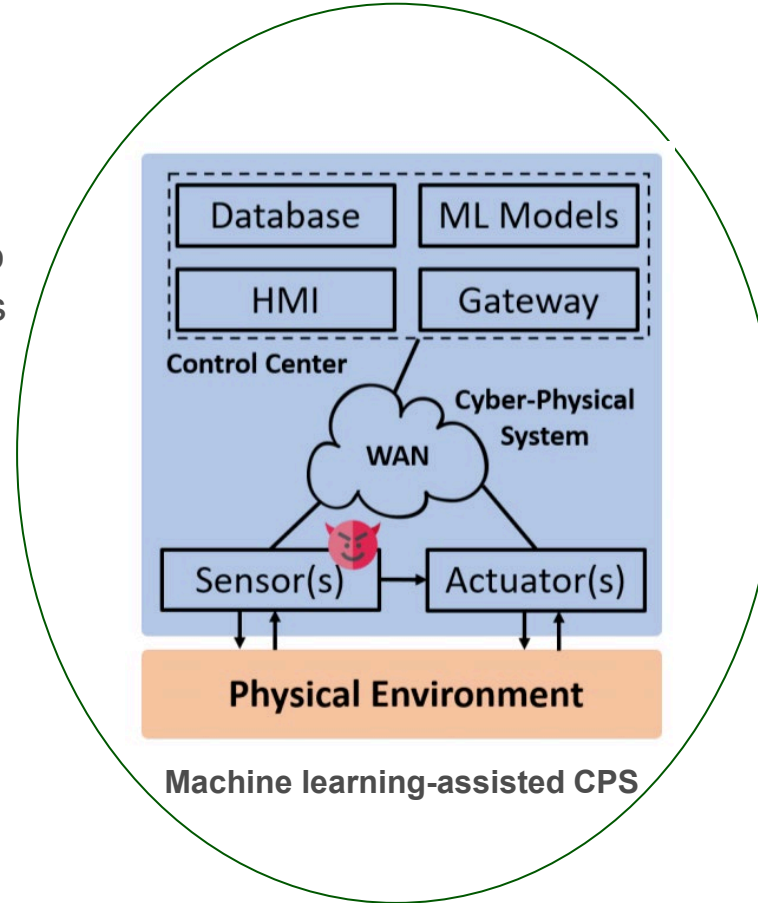 Database
ML Models
HMI
Gateway
Control Center
Cyber-Physical
System
WAN
Sensor(s)
Actuator(s)
Physical Environment
Machine learning-assisted CPS